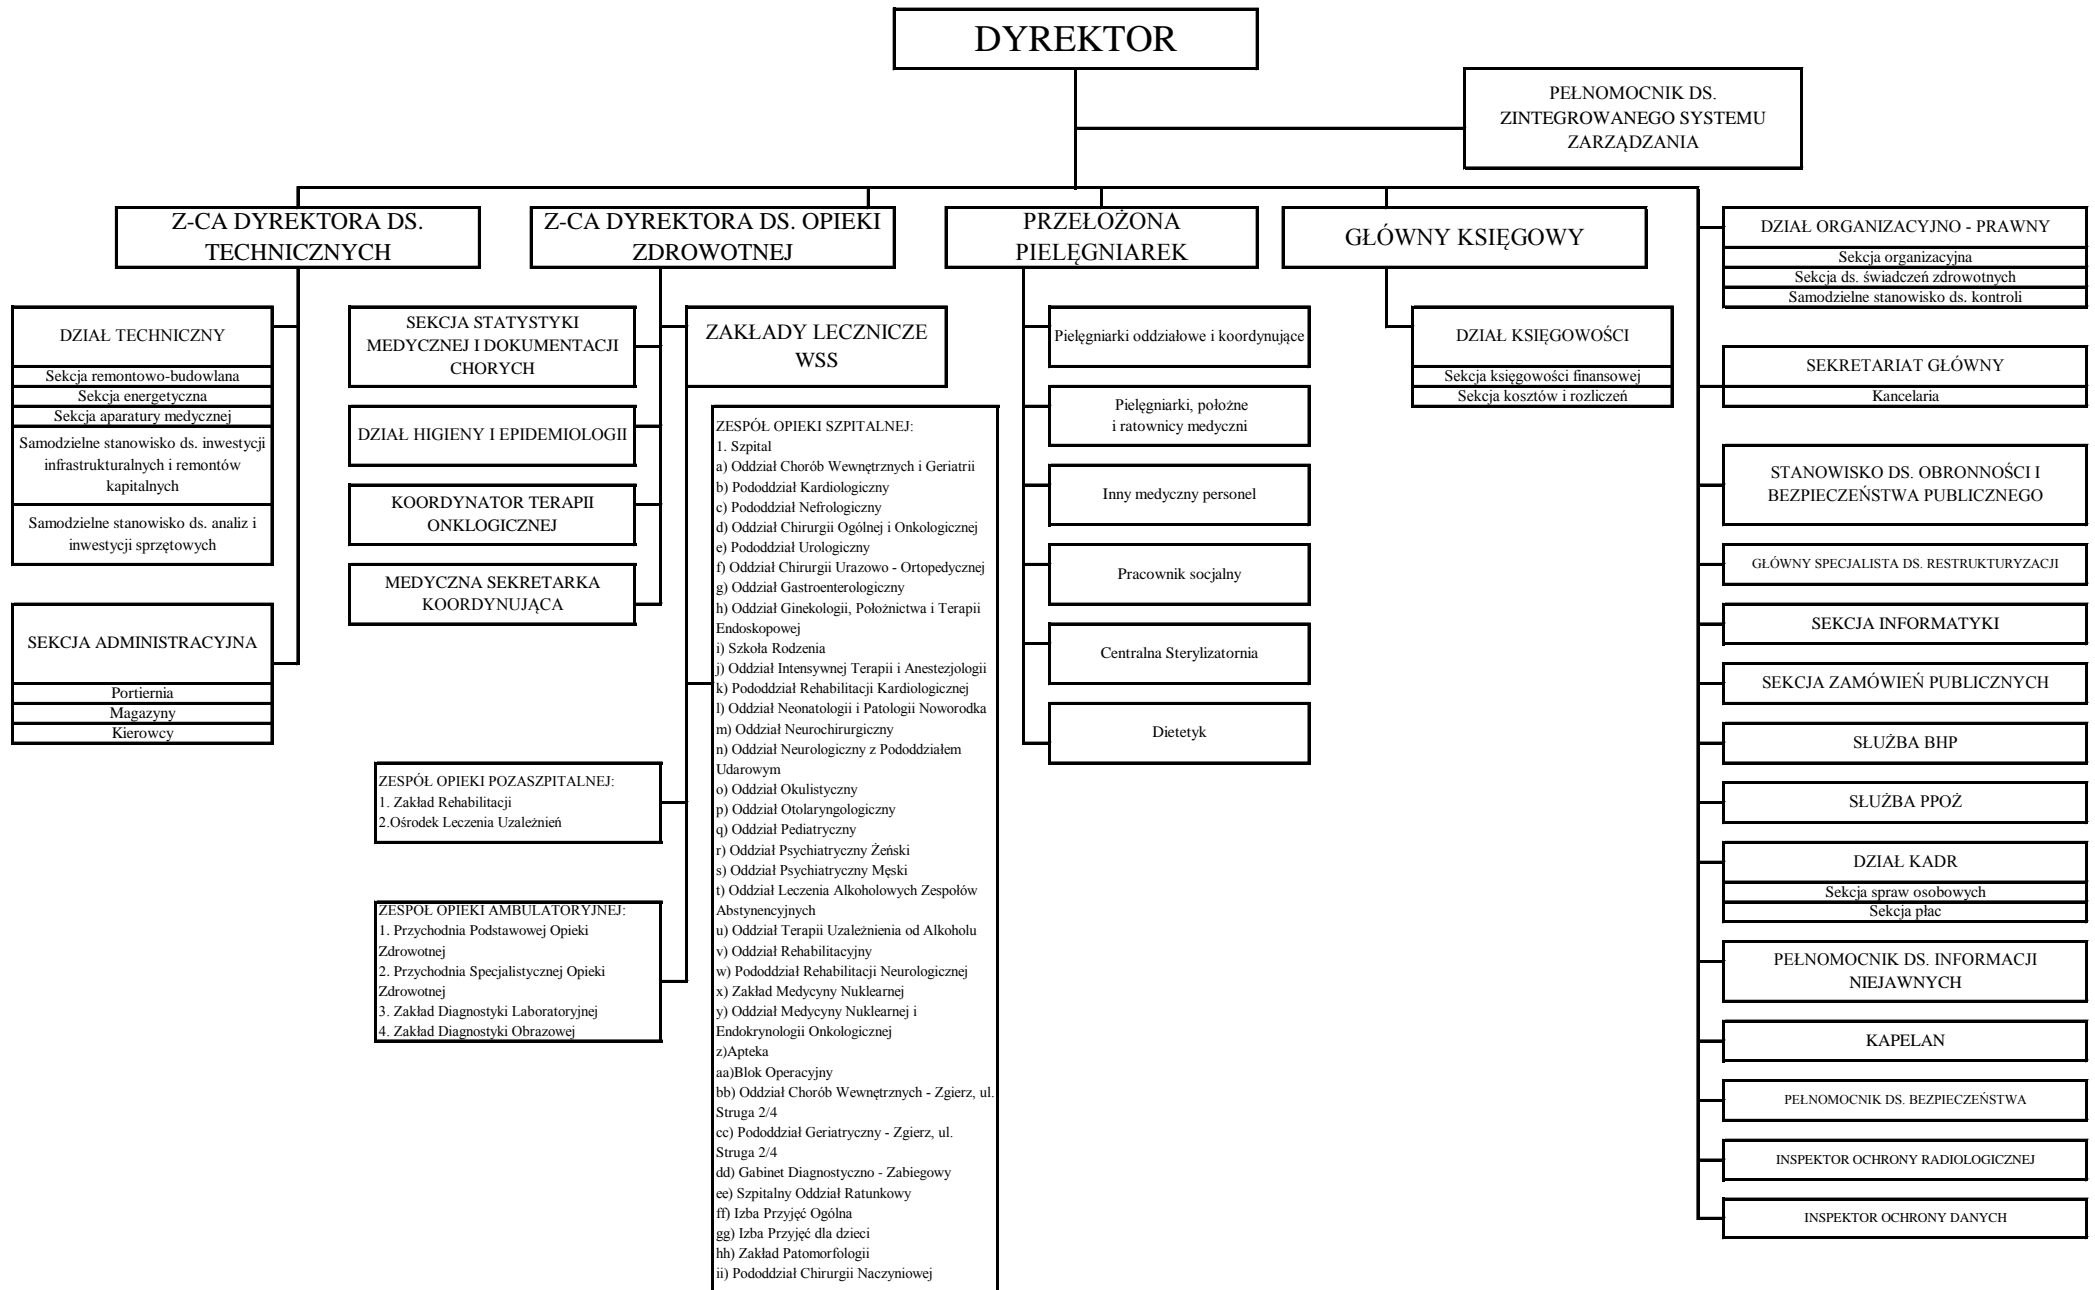 DYREKTOR
PEŁNOMOCNIK DS.
ZINTEGROWANEGO SYSTEMU
ZARZĄDZANIA
Z-CA DYREKTORA DS.
TECHNICZNYCH
Z-CA DYREKTORA DS. OPIEKI
ZDROWOTNEJ
PRZEŁOŻONA
PIELĘGNIAREK
GŁÓWNY KSIĘGOWY
DZIAŁ TECHNICZNY
Sekcja remontowo-budowlana
Sekcja energetyczna
Sekcja aparatury medycznej
Samodzielne stanowisko ds. inwestycji
infrastrukturalnych i remontów
kapitalnych
Samodzielne stanowisko ds. analiz i
inwestycji sprzętowych
SEKCJA ADMINISTRACYJNA
Portiernia
Magazyny
Kierowcy
SEKCJA STATYSTYKI
MEDYCZNEJ I DOKUMENTACJI
CHORYCH
DZIAŁ HIGIENY I EPIDEMIOLOGII
KOORDYNATOR TERAPII
ONKLOGICZNEJ
MEDYCZNA SEKRETARKA
KOORDYNUJĄCA
ZAKŁADY LECZNICZE
WSS
ZESPÓŁ OPIEKI SZPITALNEJ:
1. Szpital
a) Oddział Chorób Wewnętrznych i Geriatrii
b) Pododdział Kardiologiczny
c) Pododdział Nefrologiczny
d) Oddział Chirurgii Ogólnej i Onkologicznej
e) Pododdział Urologiczny
f) Oddział Chirurgii Urazowo - Ortopedycznej
g) Oddział Gastroenterologiczny
h) Oddział Ginekologii, Położnictwa i Terapii
Endoskopowej
i) Szkoła Rodzenia
j) Oddział Intensywnej Terapii i Anestezjologii
k) Pododdział Rehabilitacji Kardiologicznej
l) Oddział Neonatologii i Patologii Noworodka
m) Oddział Neurochirurgiczny
n) Oddział Neurologiczny z Pododdziałem
Udarowym
o) Oddział Okulistyczny
p) Oddział Otolaryngologiczny
q) Oddział Pediatryczny
r) Oddział Psychiatryczny Żeński
s) Oddział Psychiatryczny Męski
t) Oddział Leczenia Alkoholowych Zespołów
Abstynencyjnych
u) Oddział Terapii Uzależnienia od Alkoholu
v) Oddział Rehabilitacyjny
w) Pododdział Rehabilitacji Neurologicznej
x) Zakład Medycyny Nuklearnej
y) Oddział Medycyny Nuklearnej i
Endokrynologii Onkologicznej
z)Apteka
aa)Blok Operacyjny
bb) Oddział Chorób Wewnętrznych - Zgierz, ul.
Struga 2/4
cc) Pododdział Geriatryczny - Zgierz, ul.
Struga 2/4
dd) Gabinet Diagnostyczno - Zabiegowy
ee) Szpitalny Oddział Ratunkowy
ff) Izba Przyjęć Ogólna
gg) Izba Przyjęć dla dzieci
hh) Zakład Patomorfologii
ii) Pododdział Chirurgii Naczyniowej
ZESPÓŁ OPIEKI POZASZPITALNEJ:
1. Zakład Rehabilitacji
2.Ośrodek Leczenia Uzależnień
ZESPÓŁ OPIEKI AMBULATORYJNEJ:
1. Przychodnia Podstawowej Opieki
Zdrowotnej
2. Przychodnia Specjalistycznej Opieki
Zdrowotnej
3. Zakład Diagnostyki Laboratoryjnej
4. Zakład Diagnostyki Obrazowej
Pielęgniarki oddziałowe i koordynujące
Pielęgniarki, położne
i ratownicy medyczni
Inny medyczny personel
Pracownik socjalny
Centralna Sterylizatornia
Dietetyk
DZIAŁ KSIĘGOWOŚCI
Sekcja księgowości finansowej
Sekcja kosztów i rozliczeń
DZIAŁ ORGANIZACYJNO - PRAWNY
Sekcja organizacyjna
Sekcja ds. świadczeń zdrowotnych
Samodzielne stanowisko ds. kontroli
SEKRETARIAT GŁÓWNY
Kancelaria
STANOWISKO DS. OBRONNOŚCI I
BEZPIECZEŃSTWA PUBLICZNEGO
GŁÓWNY SPECJALISTA DS. RESTRUKTURYZACJI
SEKCJA INFORMATYKI
SEKCJA ZAMÓWIEŃ PUBLICZNYCH
SŁUŻBA BHP
SŁUŻBA PPOŻ
DZIAŁ KADR
Sekcja spraw osobowych
Sekcja płac
PEŁNOMOCNIK DS. INFORMACJI
NIEJAWNYCH
KAPELAN
PEŁNOMOCNIK DS. BEZPIECZEŃSTWA
INSPEKTOR OCHRONY RADIOLOGICZNEJ
INSPEKTOR OCHRONY DANYCH